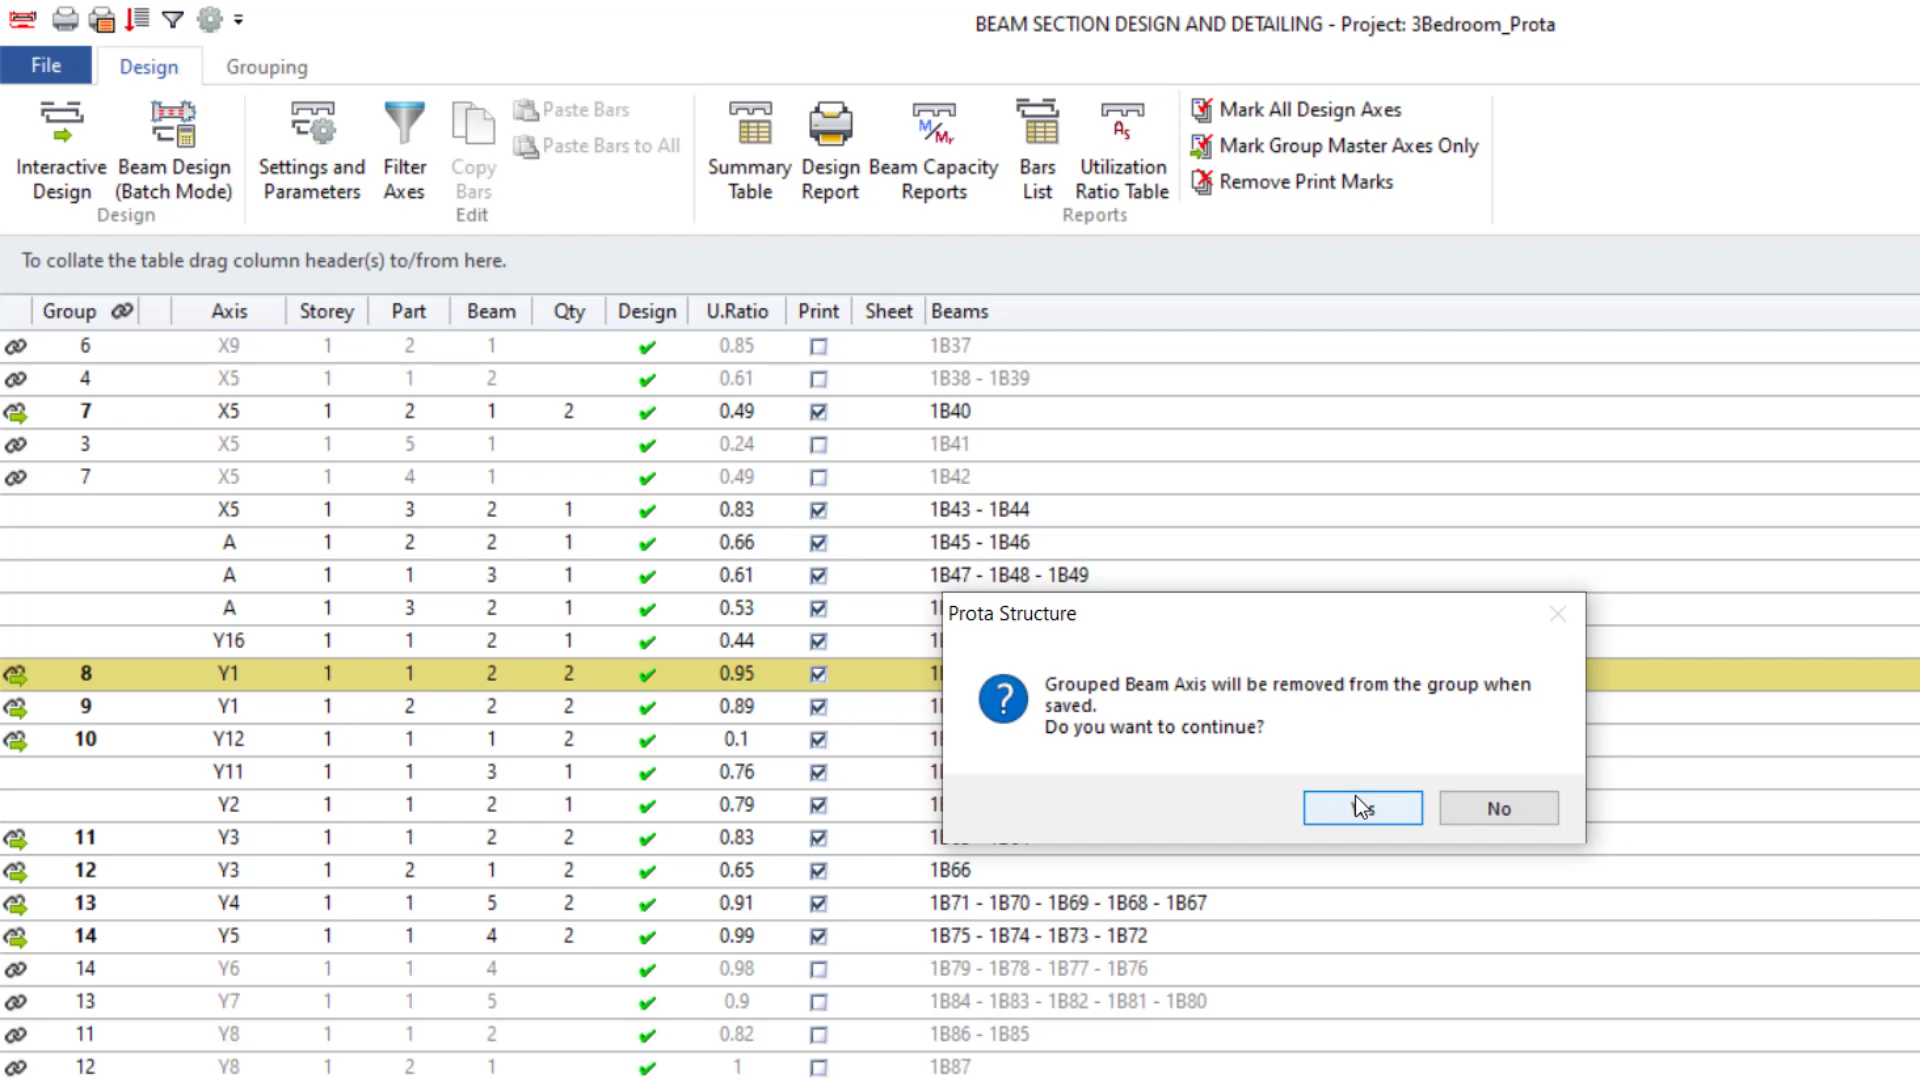 BEAM SECTION DESIGN AND DETAILING - Project: 3Bedroom_Prota
File Design Grouping
Interactive Design
Beam Design (Batch Mode)
Design
Settings and Parameters
Filter Axes
Copy Bars
Paste Bars
Paste Bars to All
Edit
Summary Table
Design Report
Beam Capacity Reports
Bars List
Utilization Ratio Table
Reports
Mark All Design Axes
Mark Group Master Axes Only
Remove Print Marks
To collate the table drag column header(s) to/from here.
Group Axis Storey Part Beam Qty Design U.Ratio Print Sheet Beams
6 X9 1 2 1 0.85 1B37
4 X5 1 1 2 0.61 1B38 - 1B39
7 X5 1 2 1 2 0.49 1B40
3 X5 1 5 1 0.24 1B41
7 X5 1 4 1 0.49 1B42
X5 1 3 2 1 0.83 1B43 - 1B44
A 1 2 2 1 0.66 1B45 - 1B46
A 1 1 3 1 0.61 1B47 - 1B48 - 1B49
A 1 3 2 1 0.53
Y16 1 1 2 1 0.44
8 Y1 1 1 2 2 0.95
9 Y1 1 2 2 2 0.89
10 Y12 1 1 1 2 0.1
Y11 1 1 3 1 0.76
Y2 1 1 2 1 0.79
11 Y3 1 1 2 2 0.83
12 Y3 1 2 1 2 0.65 1B66
13 Y4 1 1 5 2 0.91 1B71 - 1B70 - 1B69 - 1B68 - 1B67
14 Y5 1 1 4 2 0.99 1B75 - 1B74 - 1B73 - 1B72
14 Y6 1 1 4 0.98 1B79 - 1B78 - 1B77 - 1B76
13 Y7 1 1 5 0.9 1B84 - 1B83 - 1B82 - 1B81 - 1B80
11 Y8 1 1 2 0.82 1B86 - 1B85
12 Y8 1 2 1 1 1B87
Prota Structure
Grouped Beam Axis will be removed from the group when
saved.
Do you want to continue?
No